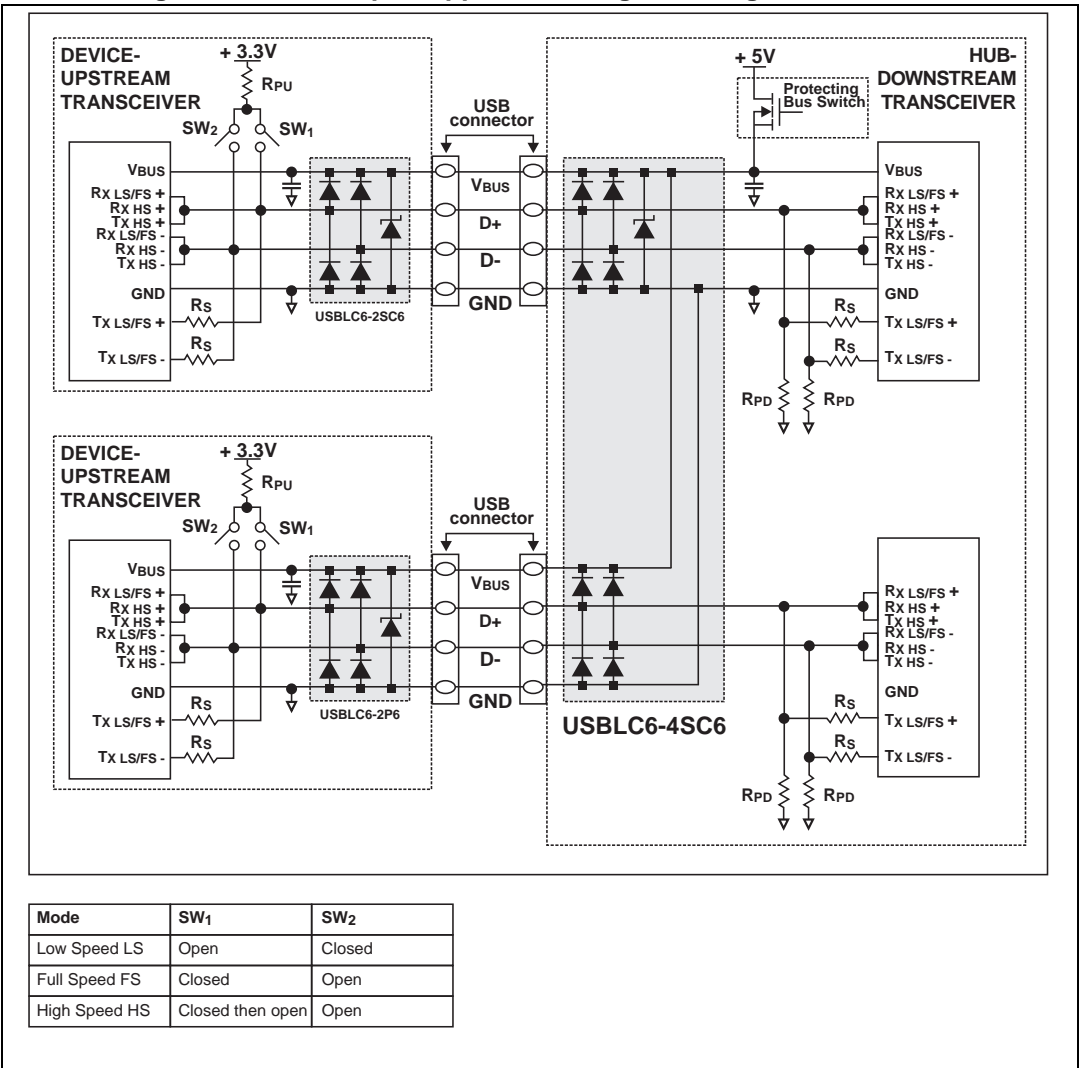 DEVICE-
UPSTREAM
TRANSCEIVER
+ 3.3V
RPU
SW2
SW1
VBUS
RX LS/FS +
RX HS +
TX HS +
RX LS/FS -
RX HS -
TX HS -
GND
TX LS/FS +
TX LS/FS -
RS
RS
USBLC6-2SC6
USB
connector
VBUS
D+
D-
GND
+ 5V
Protecting
Bus Switch
HUB-
DOWNSTREAM
TRANSCEIVER
VBUS
RX LS/FS +
RX HS +
TX HS +
RX LS/FS -
RX HS -
TX HS -
GND
TX LS/FS +
TX LS/FS -
RS
RS
RPD
RPD
DEVICE-
UPSTREAM
TRANSCEIVER
+ 3.3V
RPU
SW2
SW1
VBUS
RX LS/FS +
RX HS +
TX HS +
RX LS/FS -
RX HS -
TX HS -
GND
TX LS/FS +
TX LS/FS -
RS
RS
USBLC6-2P6
USB
connector
VBUS
D+
D-
GND
USBLC6-4SC6
RX LS/FS +
RX HS +
TX HS +
RX LS/FS -
RX HS -
TX HS -
GND
TX LS/FS +
TX LS/FS -
RS
RS
RPD
RPD
Mode SW1 SW2
Low Speed LS Open Closed
Full Speed FS Closed Open
High Speed HS Closed then open Open